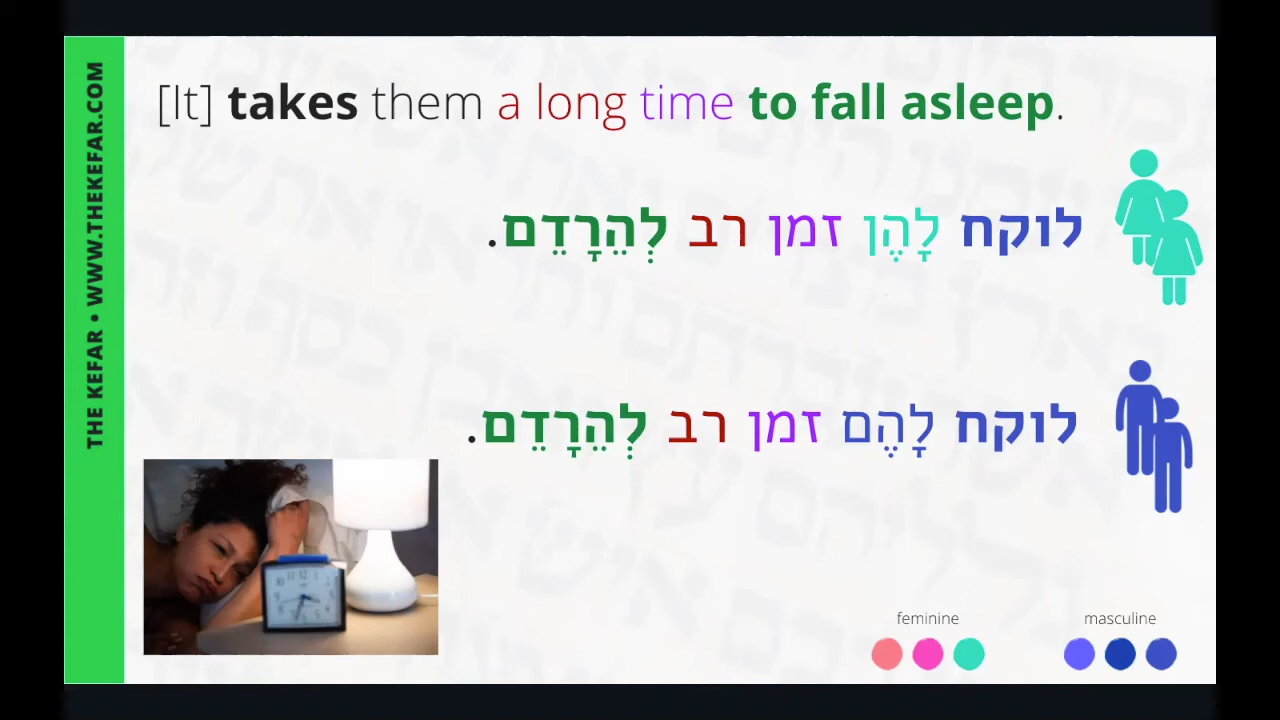 THE KEFAR • WWW.THEKEFAR.COM
[It] takes them a long time to fall asleep.
לוקח לָהֶן זמן רב לְהֵרָדֵם.
לוקח לָהֶם זמן רב לְהֵרָדֵם.
feminine
masculine